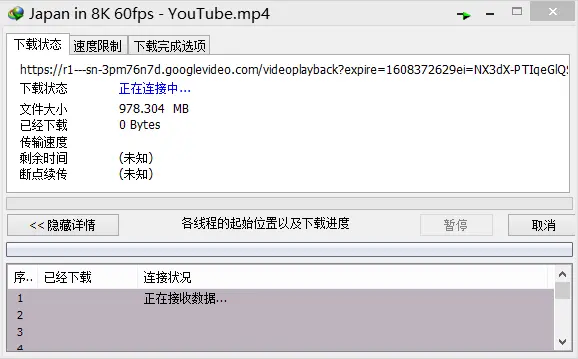 Japan in 8K 60fps - YouTube.mp4
下载状态 速度限制 下载完成选项
https://r1---sn-3pm76n7d.googlevideo.com/videoplayback?expire=1608372629ei=NX3dX-PTIqeGlQS
下载状态 正在连接中...
文件大小 978.304 MB
已经下载 0 Bytes
传输速度
剩余时间 (未知)
断点续传 (未知)
<< 隐藏详情 各线程的起始位置以及下载进度 暂停 取消
序.. 已经下载 连接状况
1 正在接收数据...
2
3
4